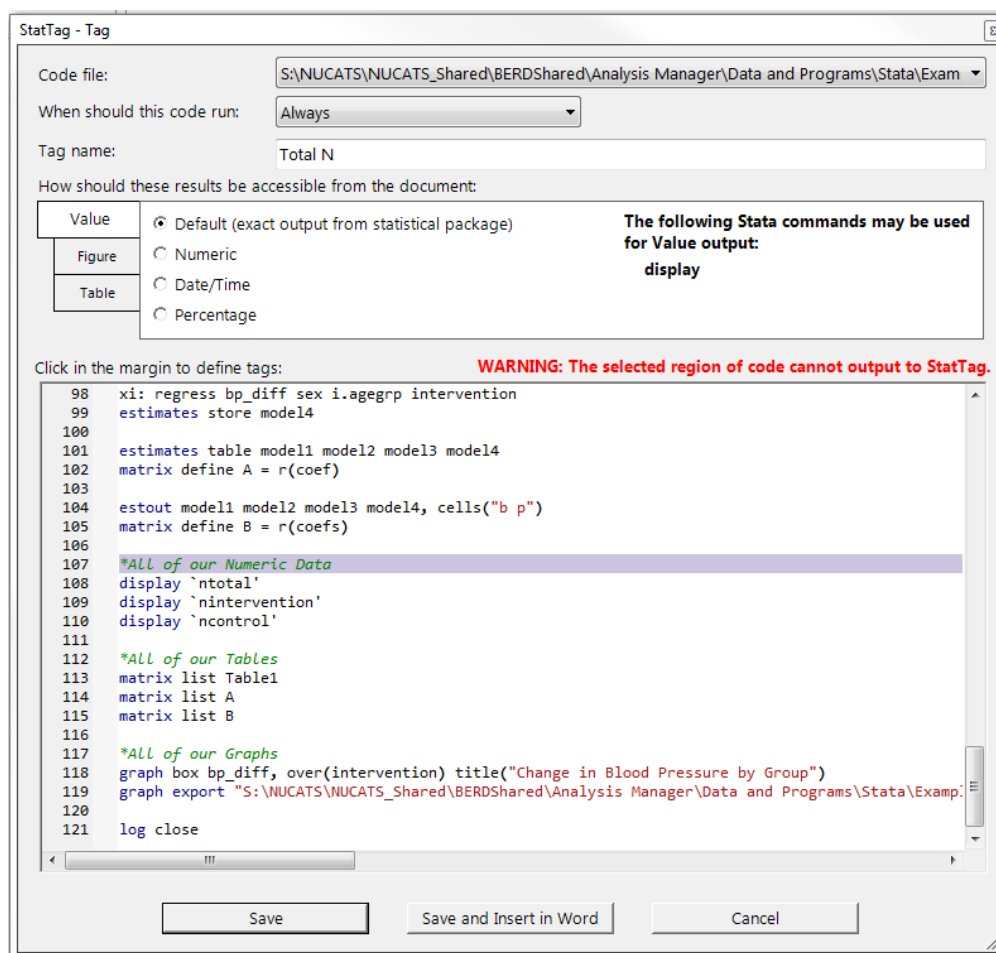 StatTag - Tag
Code file:
S:\NUCATS\NUCATS_Shared\BERDShared\Analysis Manager\Data and Programs\Stata\Exam
When should this code run:
Always
Tag name:
Total N
How should these results be accessible from the document:
Value
Figure
Table
Default (exact output from statistical package)
Numeric
Date/Time
Percentage
The following Stata commands may be used
for Value output:
display
Click in the margin to define tags:
WARNING: The selected region of code cannot output to StatTag.
98 xi: regress bp_diff sex i.agegrp intervention
99 estimates store model4
100
101 estimates table model1 model2 model3 model4
102 matrix define A = r(coef)
103
104 estout model1 model2 model3 model4, cells("b p")
105 matrix define B = r(coefs)
106
107 *All of our Numeric Data
108 display `ntotal'
109 display `nintervention'
110 display `ncontrol'
111
112 *All of our Tables
113 matrix list Table1
114 matrix list A
115 matrix list B
116
117 *All of our Graphs
118 graph box bp_diff, over(intervention) title("Change in Blood Pressure by Group")
119 graph export "S:\NUCATS\NUCATS_Shared\BERDShared\Analysis Manager\Data and Programs\Stata\Exampl
120
121 log close
Save
Save and Insert in Word
Cancel